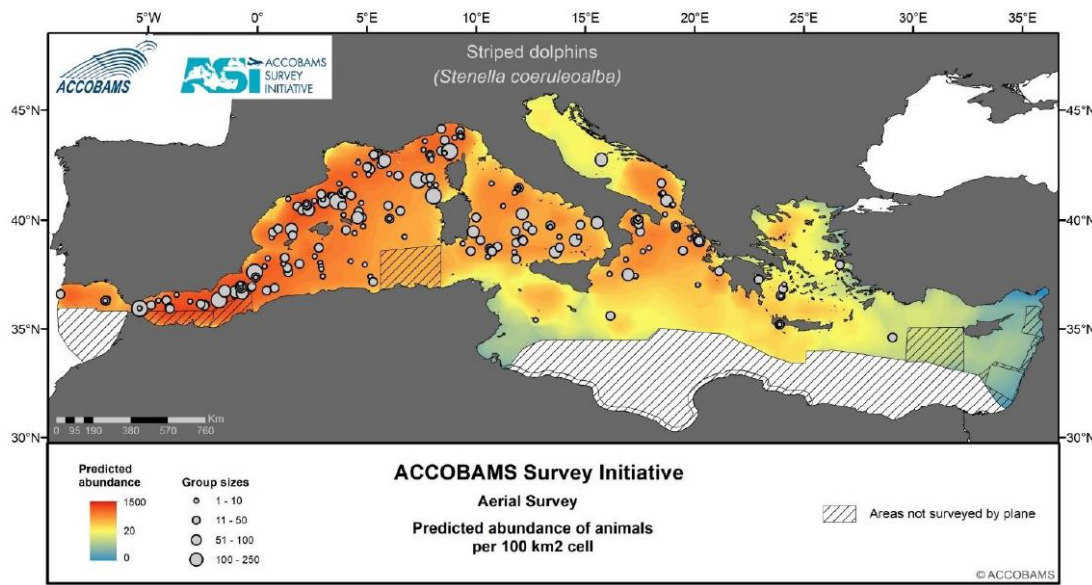 5°W 0° 5°E 10°E 15°E 20°E 25°E 30°E 35°E
ACCOBAMS
ASI ACCOBAMS
SURVEY
INITIATIVE
Striped dolphins
(Stenella coeruleoalba)
45°N 45°N
40°N 40°N
35°N 35°N
30°N 30°N
Km
0 95 190 380 570 760
Predicted
abundance
1500
20
0
Group sizes
1 - 10
11 - 50
51 - 100
100 - 250
ACCOBAMS Survey Initiative
Aerial Survey
Predicted abundance of animals
per 100 km2 cell
Areas not surveyed by plane
© ACCOBAMS